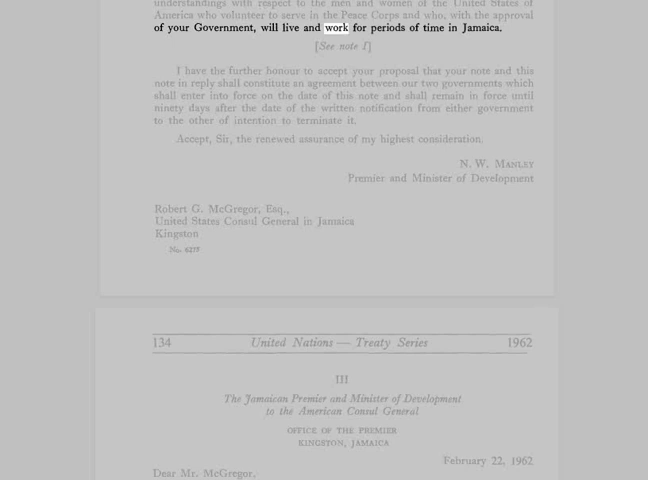 understandings with respect to the men and women of the United States of
America who volunteer to serve in the Peace Corps and who, with the approval
of your Government, will live and work for periods of time in Jamaica.
[See note I]
I have the further honour to accept your proposal that your note and this
note in reply shall constitute an agreement between our two governments which
shall enter into force on the date of this note and shall remain in force until
ninety days after the date of the written notification from either government
to the other of intention to terminate it.
Accept, Sir, the renewed assurance of my highest consideration.
N. W. MANLEY
Premier and Minister of Development
Robert G. McGregor, Esq.,
United States Consul General in Jamaica
Kingston
No. 6277
134 United Nations — Treaty Series 1962
III
The Jamaican Premier and Minister of Development
to the American Consul General
OFFICE OF THE PREMIER
KINGSTON, JAMAICA
February 22, 1962
Dear Mr. McGregor,